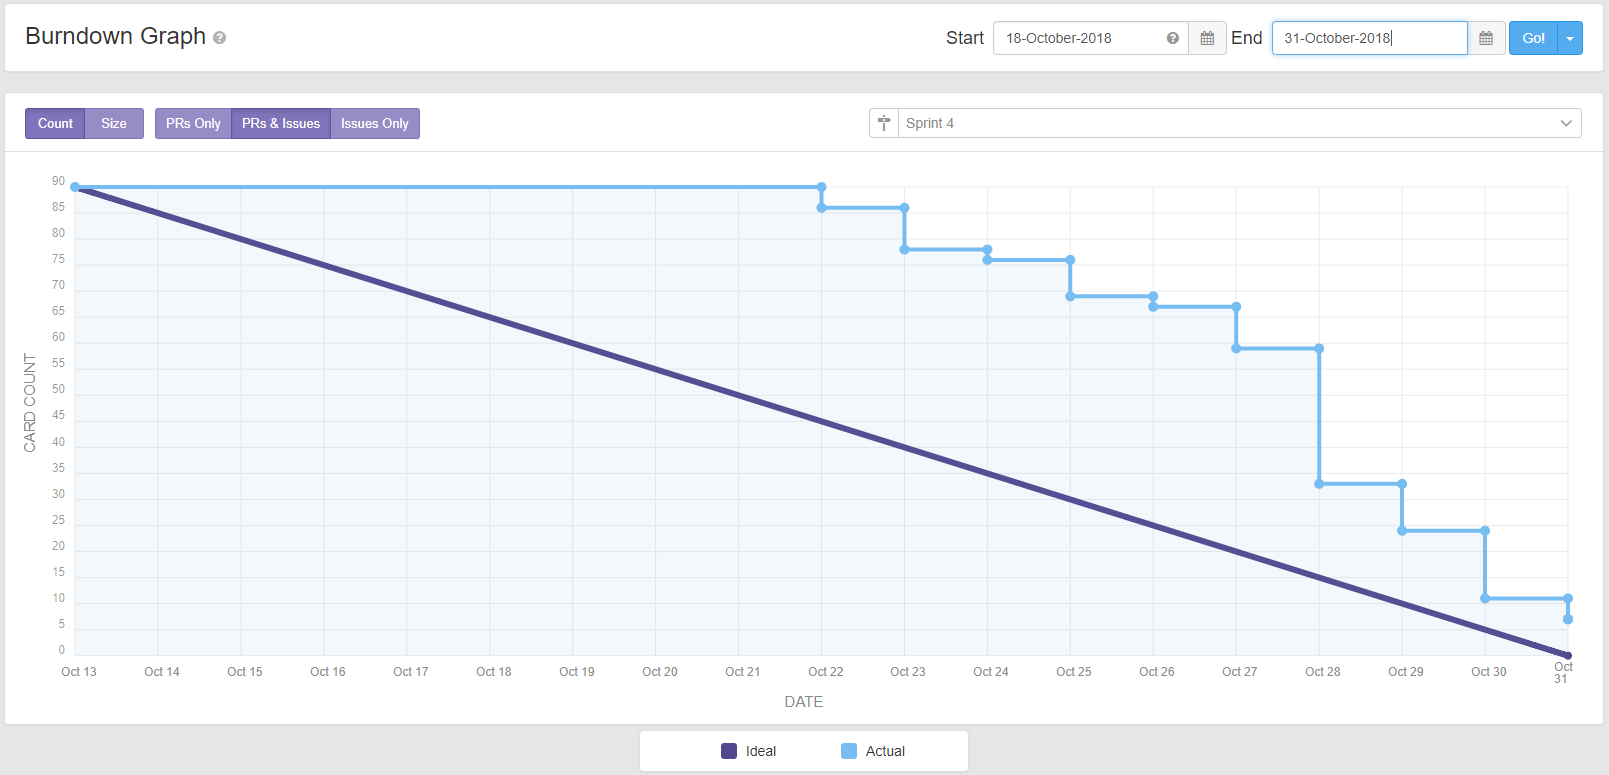 Burndown Graph ?
Start 18-October-2018 ? End 31-October-2018 Go!
Count Size PRs Only PRs & Issues Issues Only Sprint 4
90
85
80
75
70
65
60
55
50
45
40
35
30
25
20
15
10
5
0
CARD COUNT
Oct 13 Oct 14 Oct 15 Oct 16 Oct 17 Oct 18 Oct 19 Oct 20 Oct 21 Oct 22 Oct 23 Oct 24 Oct 25 Oct 26 Oct 27 Oct 28 Oct 29 Oct 30 Oct 31
DATE
Ideal Actual